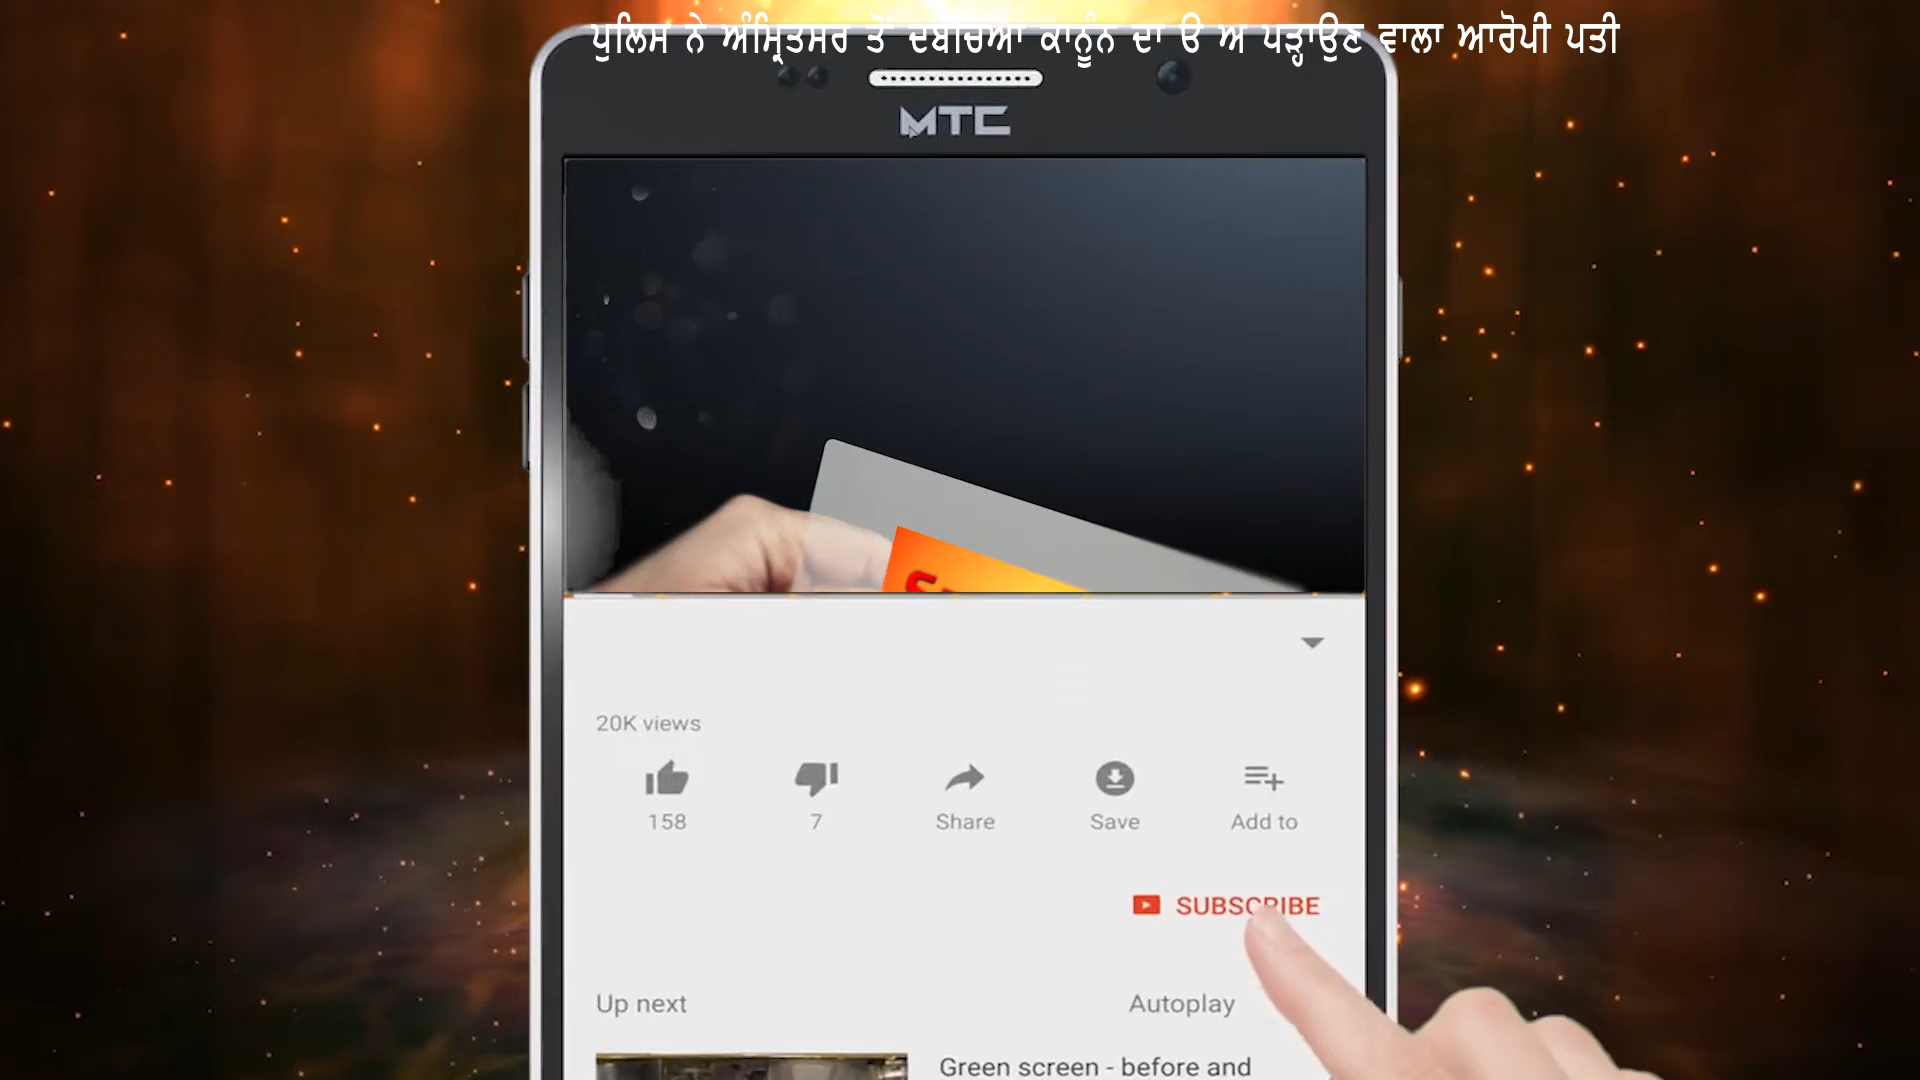 ਪੁਲਿਸ ਨੇ ਅੰਮ੍ਰਿਤਸਰ ਤੋਂ ਦਬੋਚਿਆ ਕਾਨੂੰਨ ਦਾ ੳ ਅ ਪੜ੍ਹਾਉਣ ਵਾਲਾ ਆਰੋਪੀ ਪਤੀ
MTC
20K views
158 7 Share Save Add to
SUBSCRIBE
Up next Autoplay
Green screen - before and